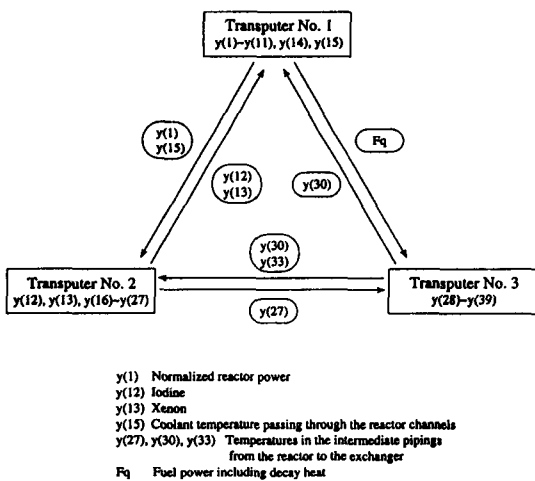 Transputer No. 1
y(1)~y(11), y(14), y(15)
y(1)
y(15)
Fq
y(12)
y(13)
y(30)
y(30)
y(33)
Transputer No. 2
y(12), y(13), y(16)~y(27)
Transputer No. 3
y(28)~y(39)
y(27)
y(1) Normalized reactor power
y(12) Iodine
y(13) Xenon
y(15) Coolant temperature passing through the reactor channels
y(27), y(30), y(33) Temperatures in the intermediate pipings
from the reactor to the exchanger
Fq Fuel power including decay heat